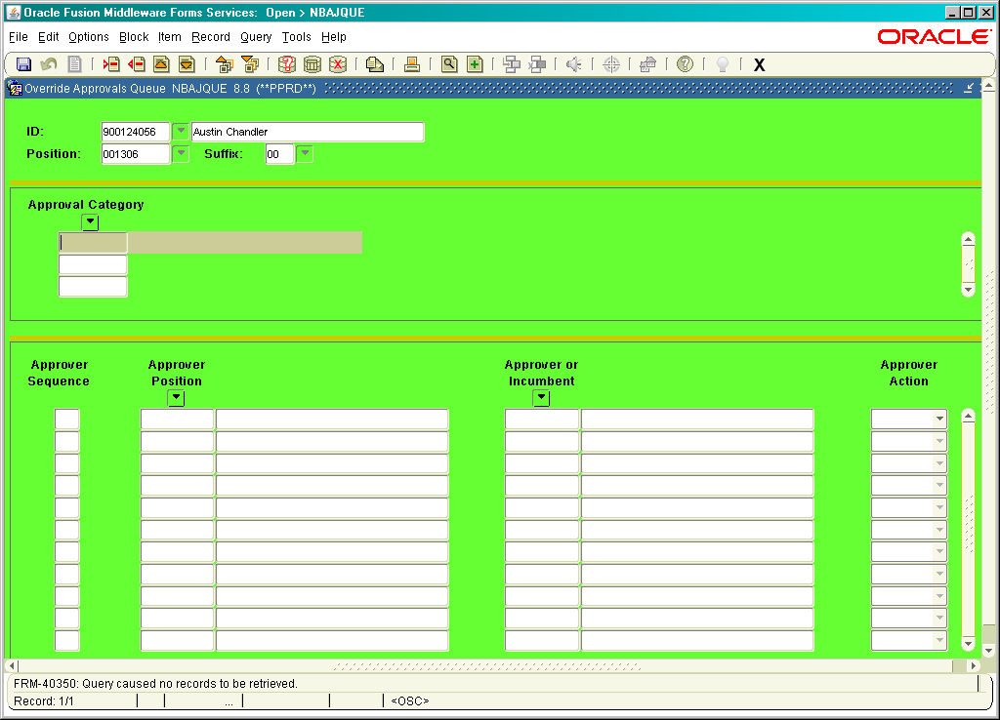 Oracle Fusion Middleware Forms Services: Open > NBAJQUE
File Edit Options Block Item Record Query Tools Help
ORACLE
X
Override Approvals Queue NBAJQUE 8.8 (**PPRD**)
ID: 900124056 Austin Chandler
Position: 001306 Suffix: 00
Approval Category
Approver Sequence
Approver Position
Approver or Incumbent
Approver Action
FRM-40350: Query caused no records to be retrieved.
Record: 1/1 ... <OSC>